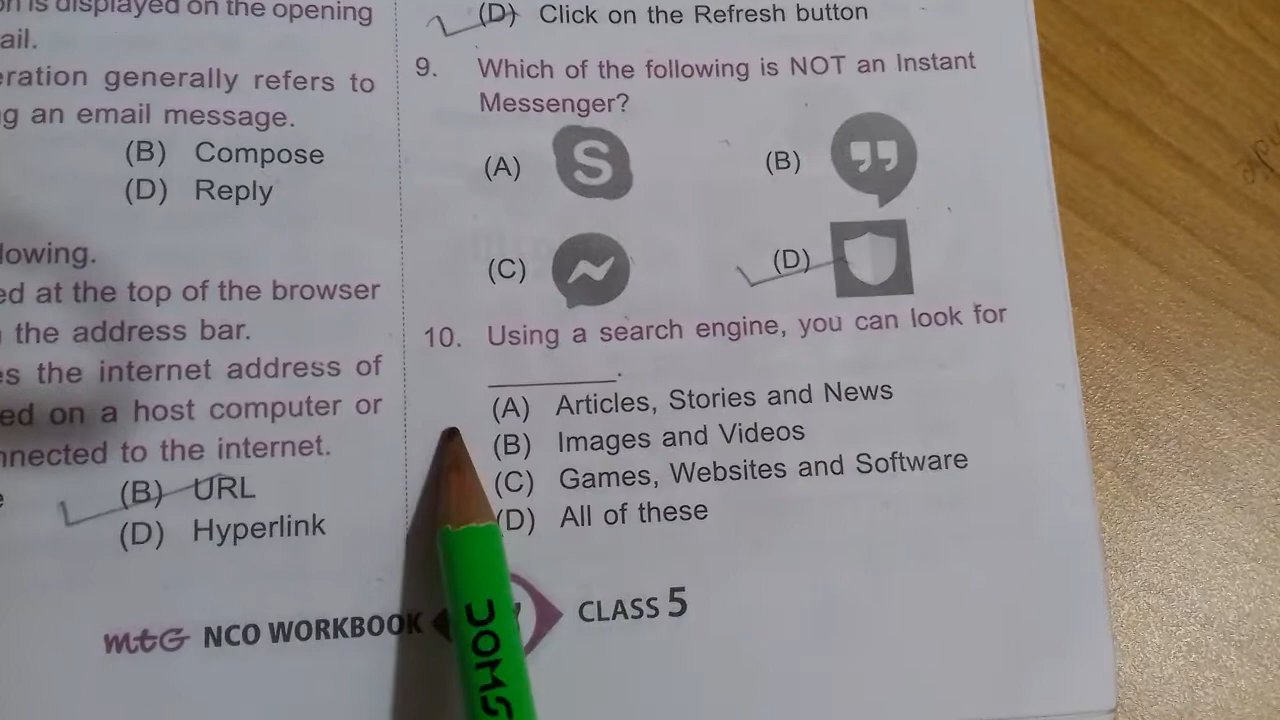 is displayed on the opening
ail.
eration generally refers to
g an email message.
(B) Compose
(D) Reply
lowing.
ed at the top of the browser
the address bar.
es the internet address of
ed on a host computer or
nnected to the internet.
(B) URL
(D) Hyperlink
(D) Click on the Refresh button
9. Which of the following is NOT an Instant
Messenger?
(A) S
(B)
(C)
(D)
10. Using a search engine, you can look for
____________.
(A) Articles, Stories and News
(B) Images and Videos
(C) Games, Websites and Software
(D) All of these
mtG NCO WORKBOOK
CLASS 5
DOMS